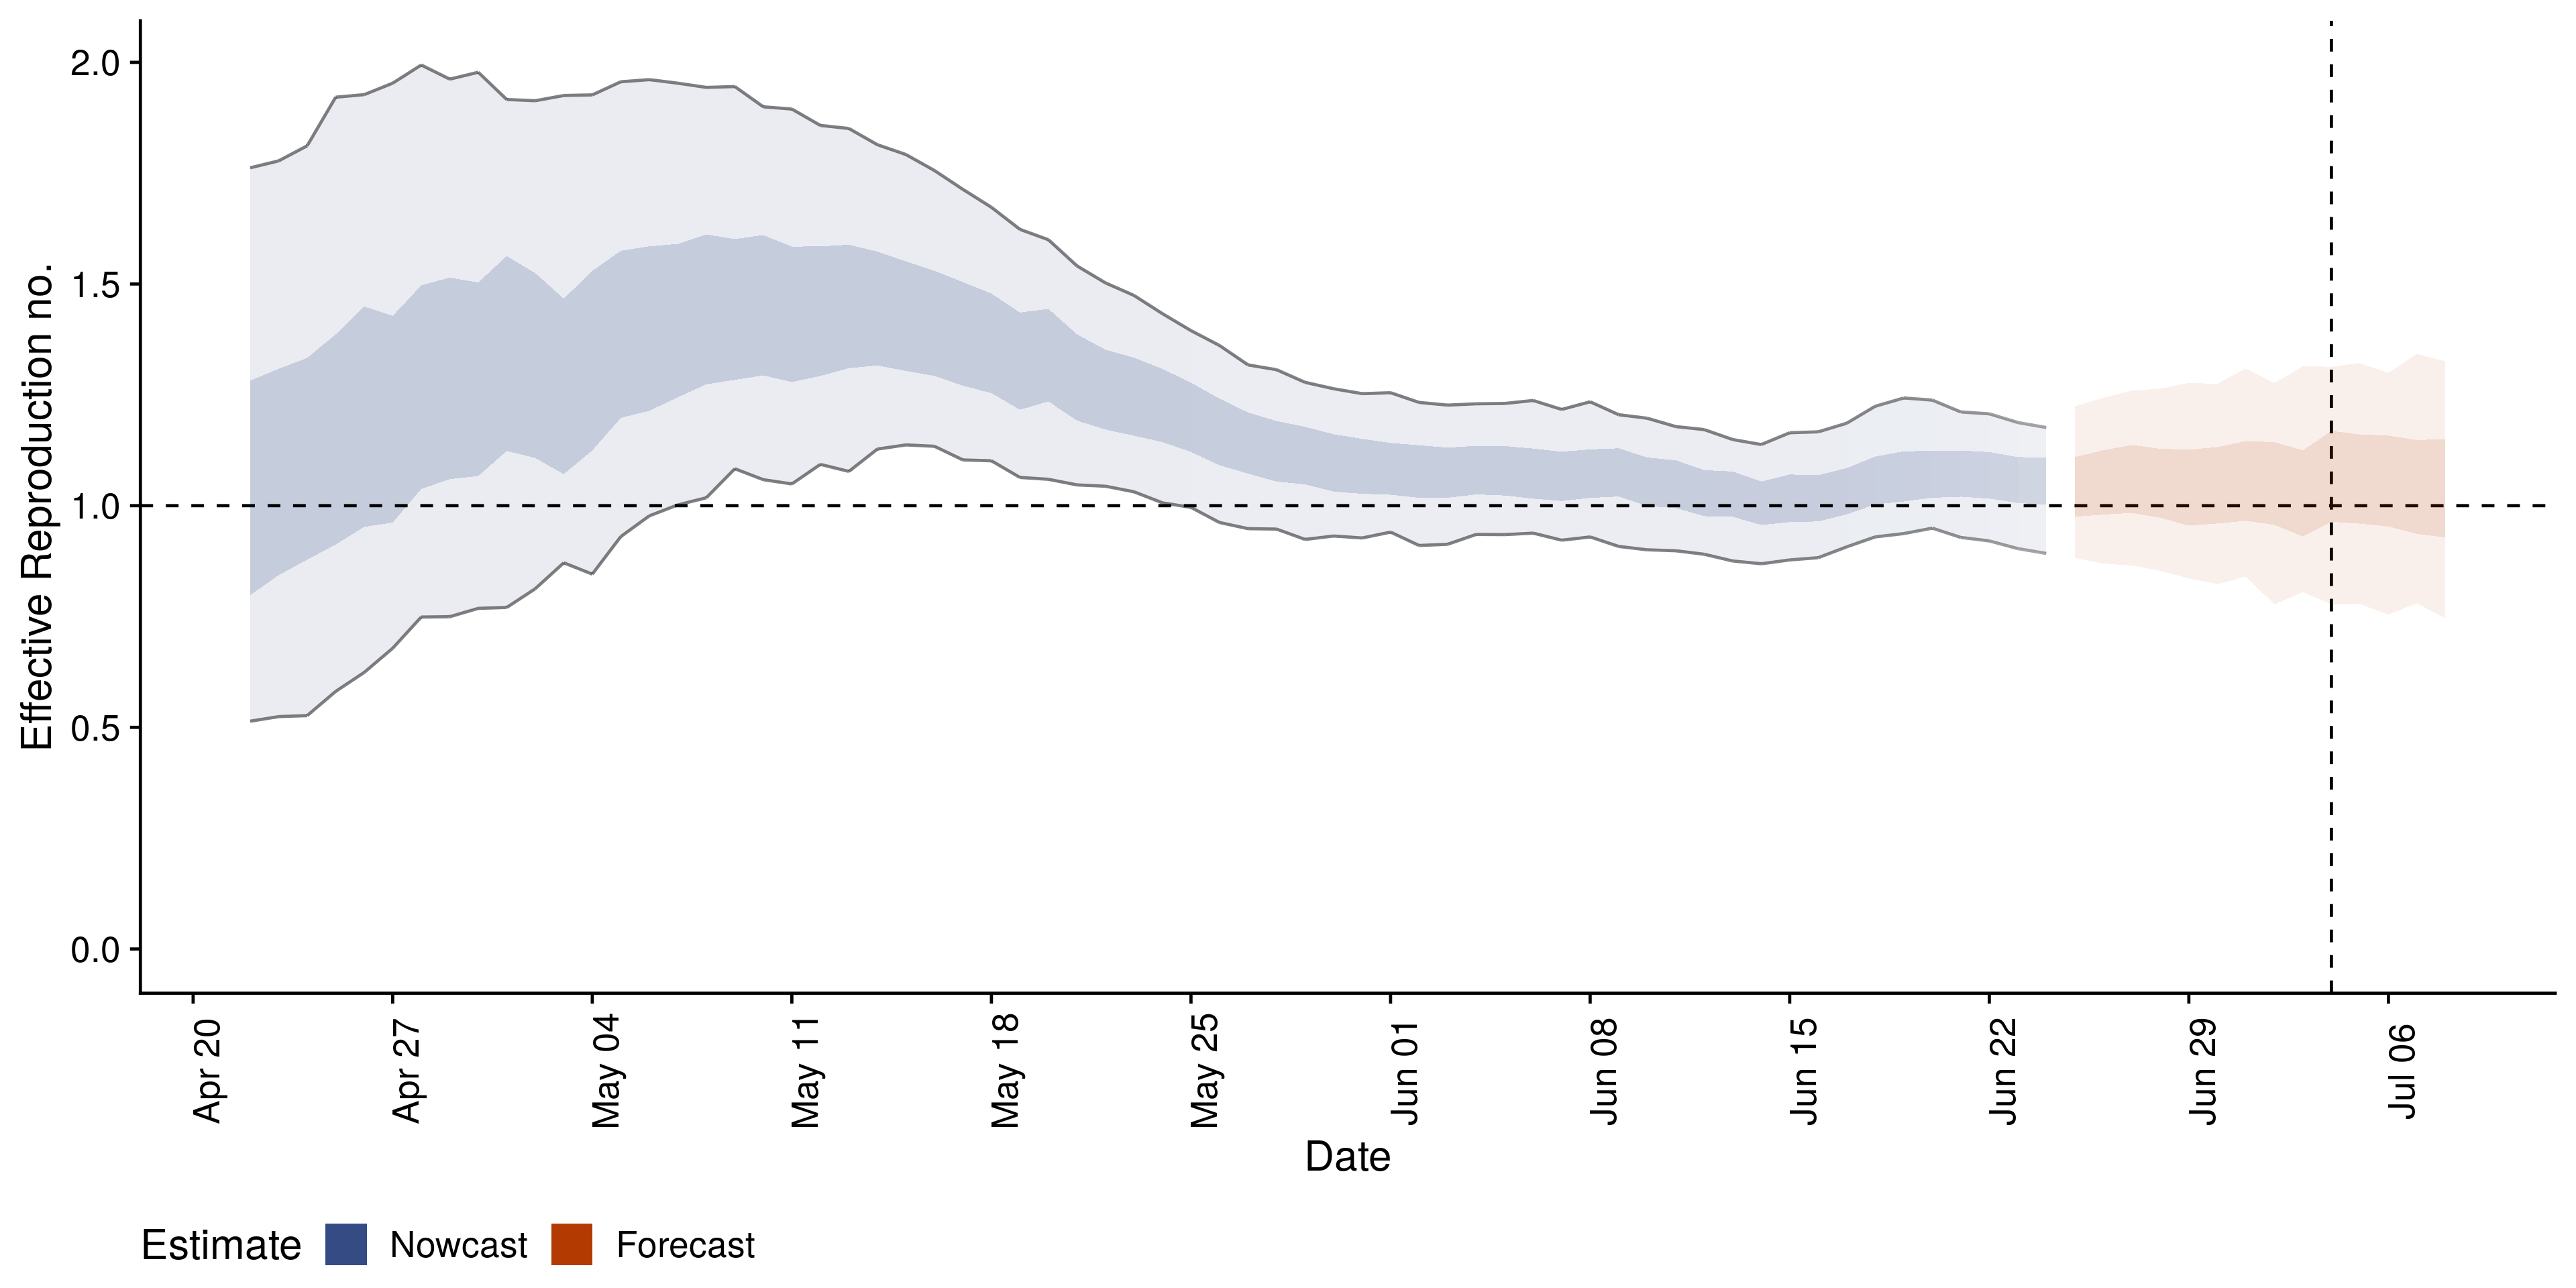 Effective Reproduction no.
2.0
1.5
1.0
0.5
0.0
Apr 20
Apr 27
May 04
May 11
May 18
May 25
Jun 01
Jun 08
Jun 15
Jun 22
Jun 29
Jul 06
Date
Estimate Nowcast Forecast